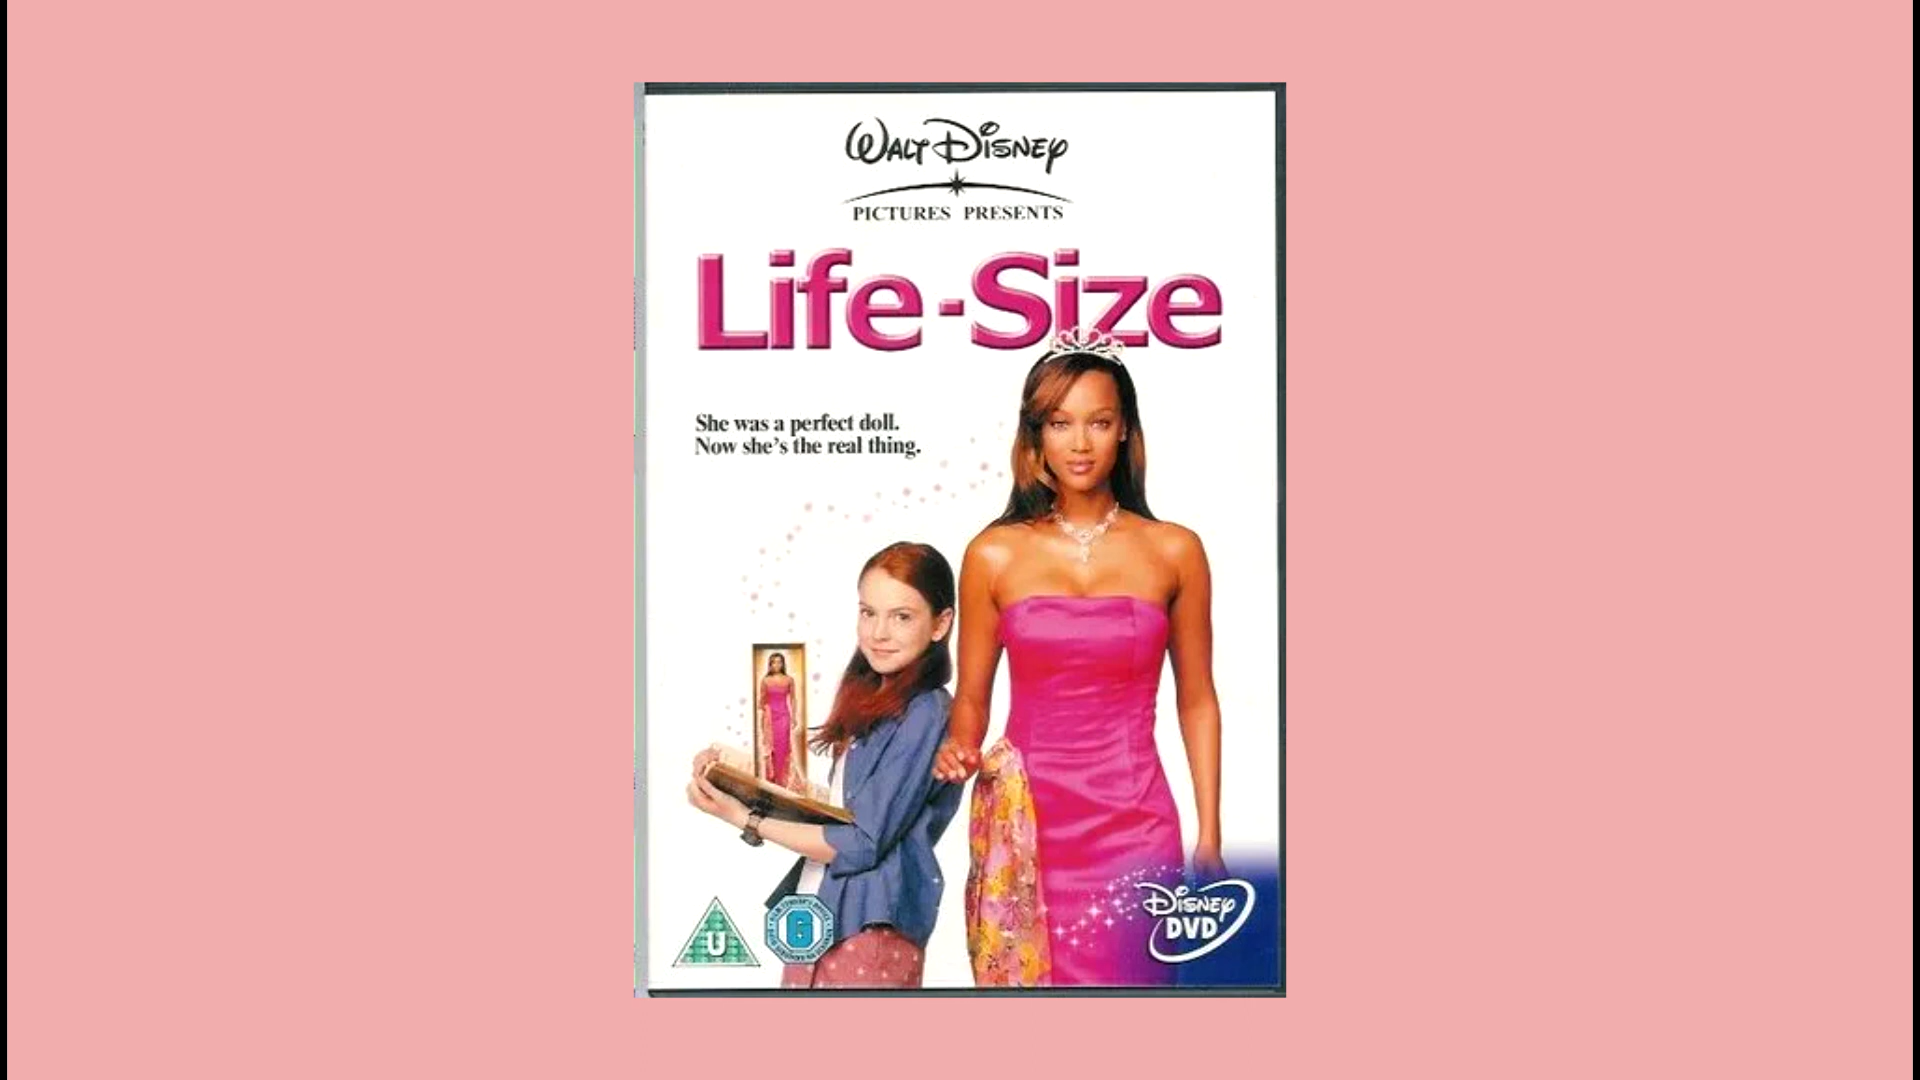 WALT DISNEY
PICTURES PRESENTS
Life-Size
She was a perfect doll.
Now she's the real thing.
U
G
DISNEY
DVD